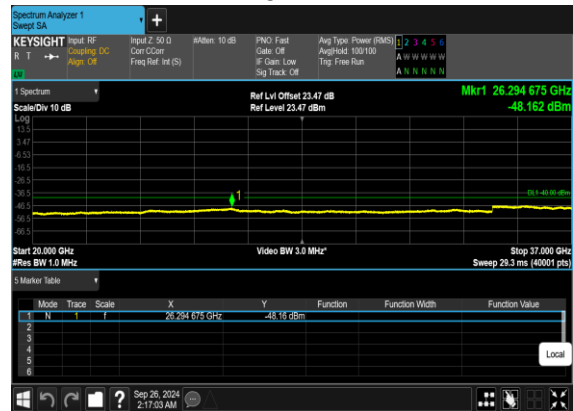 Spectrum Analyzer 1
Swept SA
+
KEYSIGHT Input: RF Input Z: 50 Ω #Atten: 10 dB PNO: Fast Avg Type: Power (RMS) 1 2 3 4 5 6
R T Coupling: DC Corr CCorr Gate: Off Avg|Hold: 100/100 A W W W W W
Align: Off Freq Ref: Int (S) IF Gain: Low Trig: Free Run
LXI Sig Track: Off A N N N N N
1 Spectrum Ref Lvl Offset 23.47 dB Mkr1 26.294 675 GHz
Scale/Div 10 dB Ref Level 23.47 dBm -48.162 dBm
Log
13.5
3.47
-6.53
-16.5
-26.5
-36.5 1 DL1 -40.00 dBm
-46.5
-56.5
-66.5
Start 20.000 GHz Video BW 3.0 MHz* Stop 37.000 GHz
#Res BW 1.0 MHz Sweep 29.3 ms (40001 pts)
5 Marker Table
Mode Trace Scale X Y Function Function Width Function Value
1 N 1 f 26.294 675 GHz -48.16 dBm
2
3
4
5
6
Local
? Sep 26, 2024
2:17:03 AM